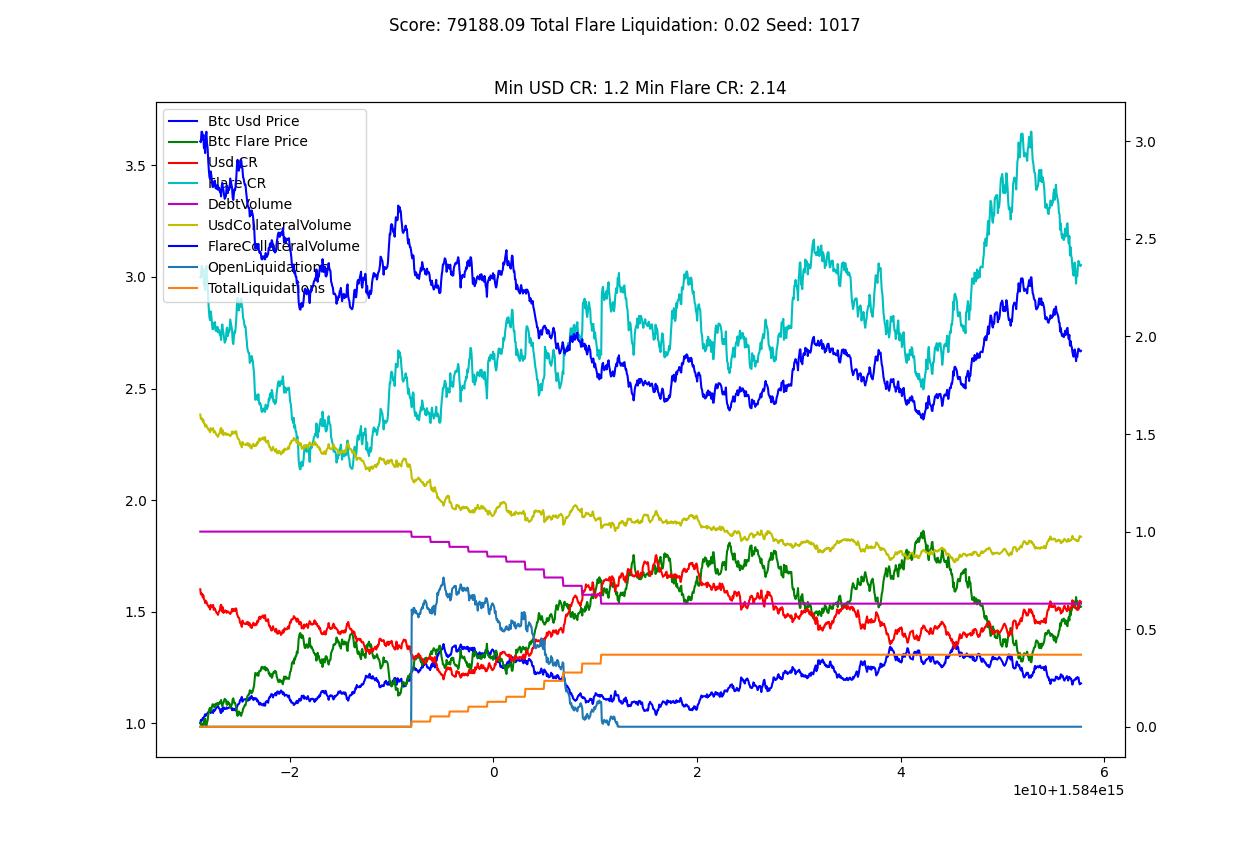 Score: 79188.09 Total Flare Liquidation: 0.02 Seed: 1017
Min USD CR: 1.2 Min Flare CR: 2.14
Btc Usd Price
Btc Flare Price
Usd CR
Flare CR
DebtVolume
UsdCollateralVolume
FlareCollateralVolume
OpenLiquidations
TotalLiquidations
3.5
3.0
2.5
2.0
1.5
1.0
3.0
2.5
2.0
1.5
1.0
0.5
0.0
−2 0 2 4 6
1e10+1.584e15